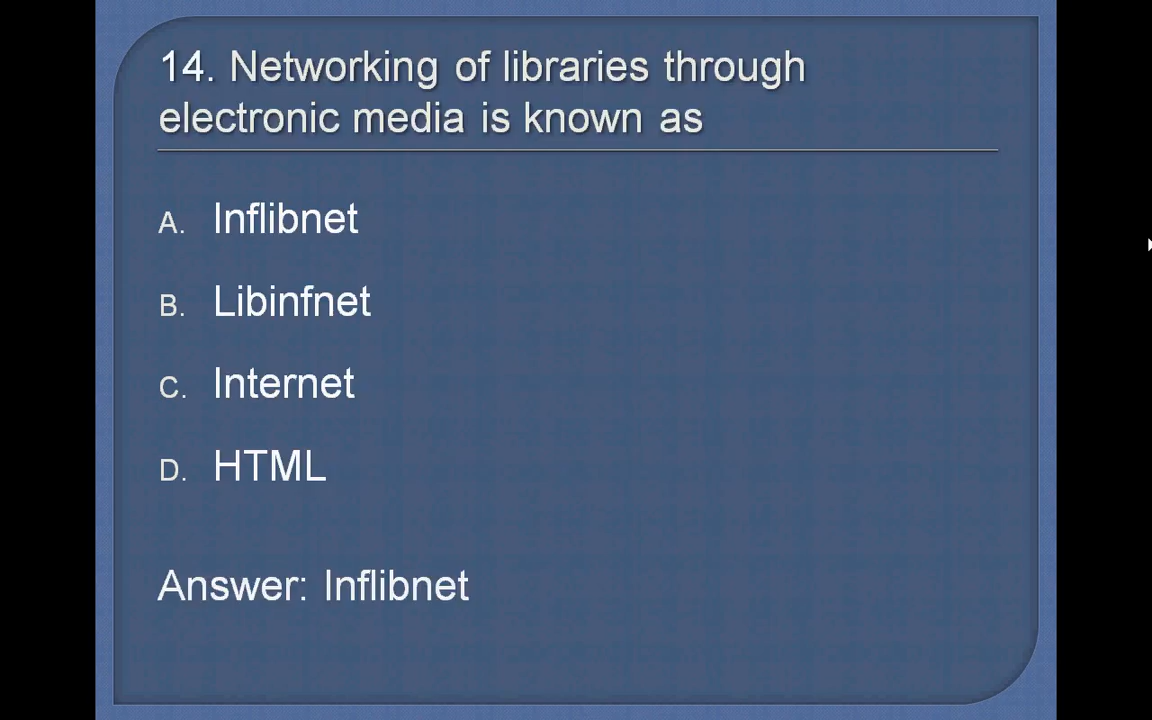 14. Networking of libraries through
electronic media is known as
A. Inflibnet
B. Libinfnet
C. Internet
D. HTML
Answer: Inflibnet